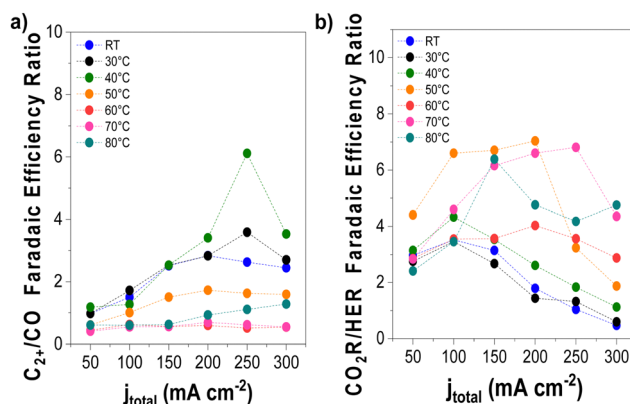 a)
C2+/CO Faradaic Efficiency Ratio
10
8
6
4
2
0
RT
30°C
40°C
50°C
60°C
70°C
80°C
50 100 150 200 250 300
jtotal (mA cm-2)
b)
CO2R/HER Faradaic Efficiency Ratio
10
8
6
4
2
0
RT
30°C
40°C
50°C
60°C
70°C
80°C
50 100 150 200 250 300
jtotal (mA cm-2)